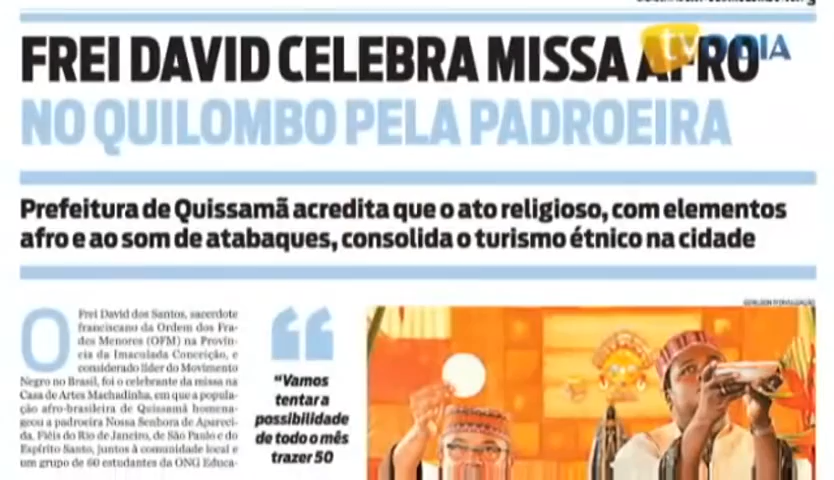 tv O DIA
FREI DAVID CELEBRA MISSA AFRO
NO QUILOMBO PELA PADROEIRA
Prefeitura de Quissamã acredita que o ato religioso, com elementos
afro e ao som de atabaques, consolida o turismo étnico na cidade
O Frei David dos Santos, sacerdote
franciscano da Ordem dos Fra-
des Menores (OFM) na Provín-
cia da Imaculada Conceição, e
considerado líder do Movimento
Negro no Brasil, foi o celebrante da missa na
Casa de Artes Machadinha, em que a popula-
ção afro-brasileira de Quissamã homena-
geou a padroeira Nossa Senhora de Apareci-
da. Fiéis do Rio de Janeiro, de São Paulo e do
Espírito Santo, juntos à comunidade local e
um grupo de 60 estudantes da ONG Educa-
“Vamos
tentar a
possibilidade
de todo o mês
trazer 50